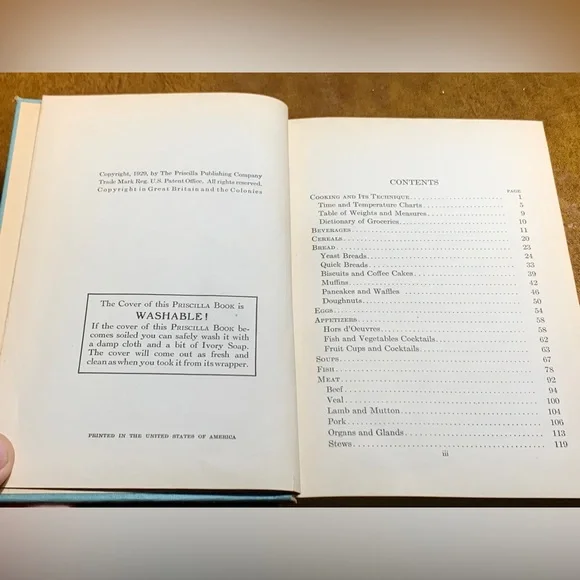 Copyright, 1929, by The Priscilla Publishing Company
Trade Mark Reg. U.S. Patent Office. All rights reserved.
Copyright in Great Britain and the Colonies
The Cover of this PRISCILLA BOOK is
WASHABLE!
If the cover of this PRISCILLA BOOK be-
comes soiled you can safely wash it with
a damp cloth and a bit of Ivory Soap.
The cover will come out as fresh and
clean as when you took it from its wrapper.
PRINTED IN THE UNITED STATES OF AMERICA
CONTENTS
PAGE
COOKING AND ITS TECHNIQUE 1
Time and Temperature Charts 5
Table of Weights and Measures 9
Dictionary of Groceries 10
BEVERAGES 11
CEREALS 20
BREAD 23
Yeast Breads 24
Quick Breads 33
Biscuits and Coffee Cakes 39
Muffins 42
Pancakes and Waffles 46
Doughnuts 50
EGGS 54
APPETIZERS 58
Hors d'Oeuvres 58
Fish and Vegetables Cocktails 62
Fruit Cups and Cocktails 63
SOUPS 67
FISH 78
MEAT 92
Beef 94
Veal 100
Lamb and Mutton 104
Pork 106
Organs and Glands 113
Stews 119
iii